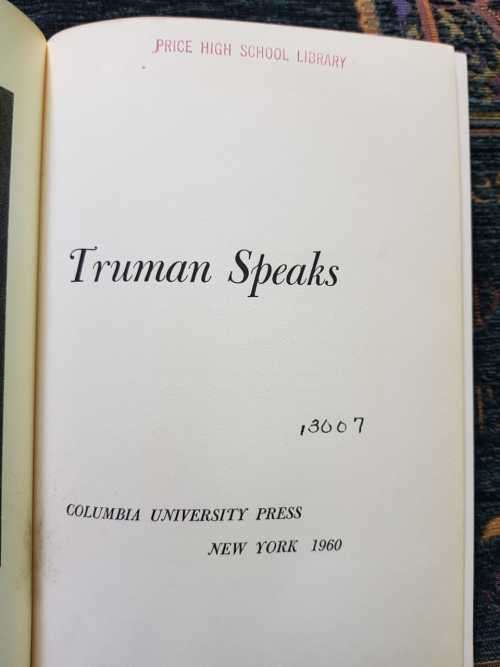 PRICE HIGH SCHOOL LIBRARY
Truman Speaks
13007
COLUMBIA UNIVERSITY PRESS
NEW YORK 1960